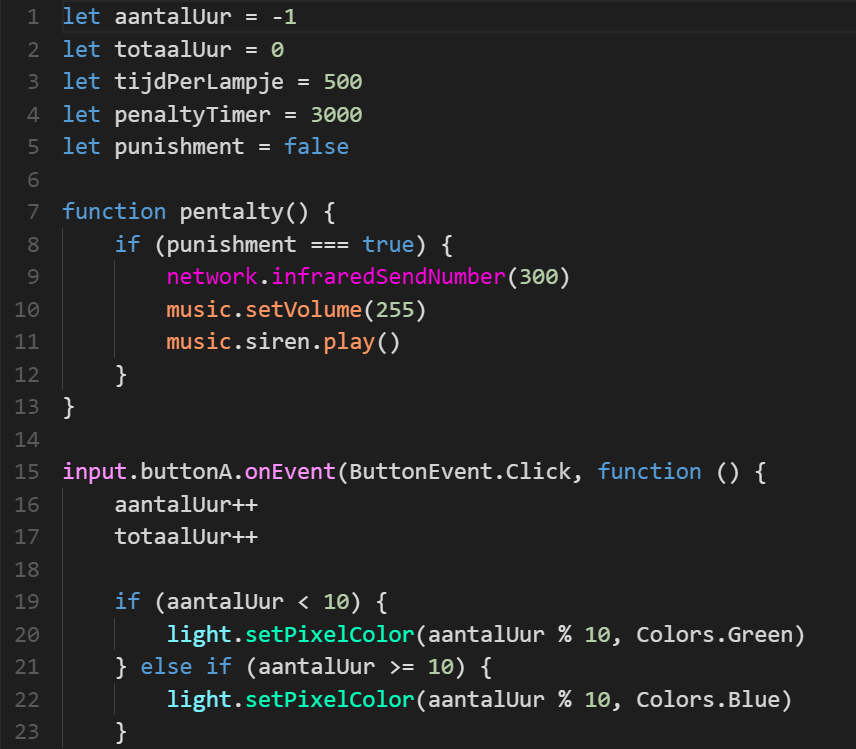 1 let aantalUur = -1
2 let totaalUur = 0
3 let tijdPerLampje = 500
4 let penaltyTimer = 3000
5 let punishment = false
6
7 function pentalty() {
8     if (punishment === true) {
9         network.infraredSendNumber(300)
10         music.setVolume(255)
11         music.siren.play()
12     }
13 }
14
15 input.buttonA.onEvent(ButtonEvent.Click, function () {
16     aantalUur++
17     totaalUur++
18
19     if (aantalUur < 10) {
20         light.setPixelColor(aantalUur % 10, Colors.Green)
21     } else if (aantalUur >= 10) {
22         light.setPixelColor(aantalUur % 10, Colors.Blue)
23     }